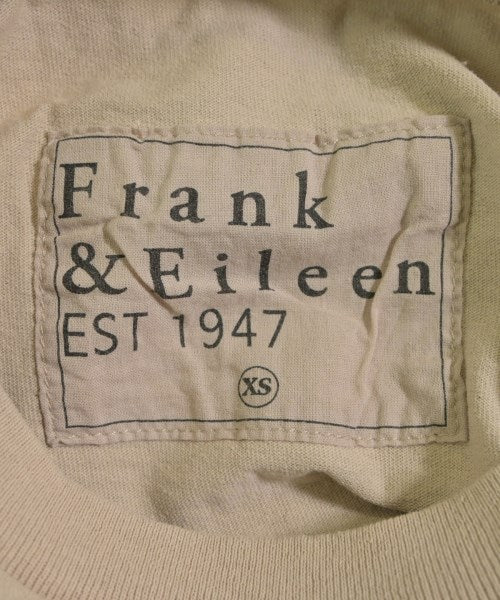 Frank
& Eileen
EST 1947
XS